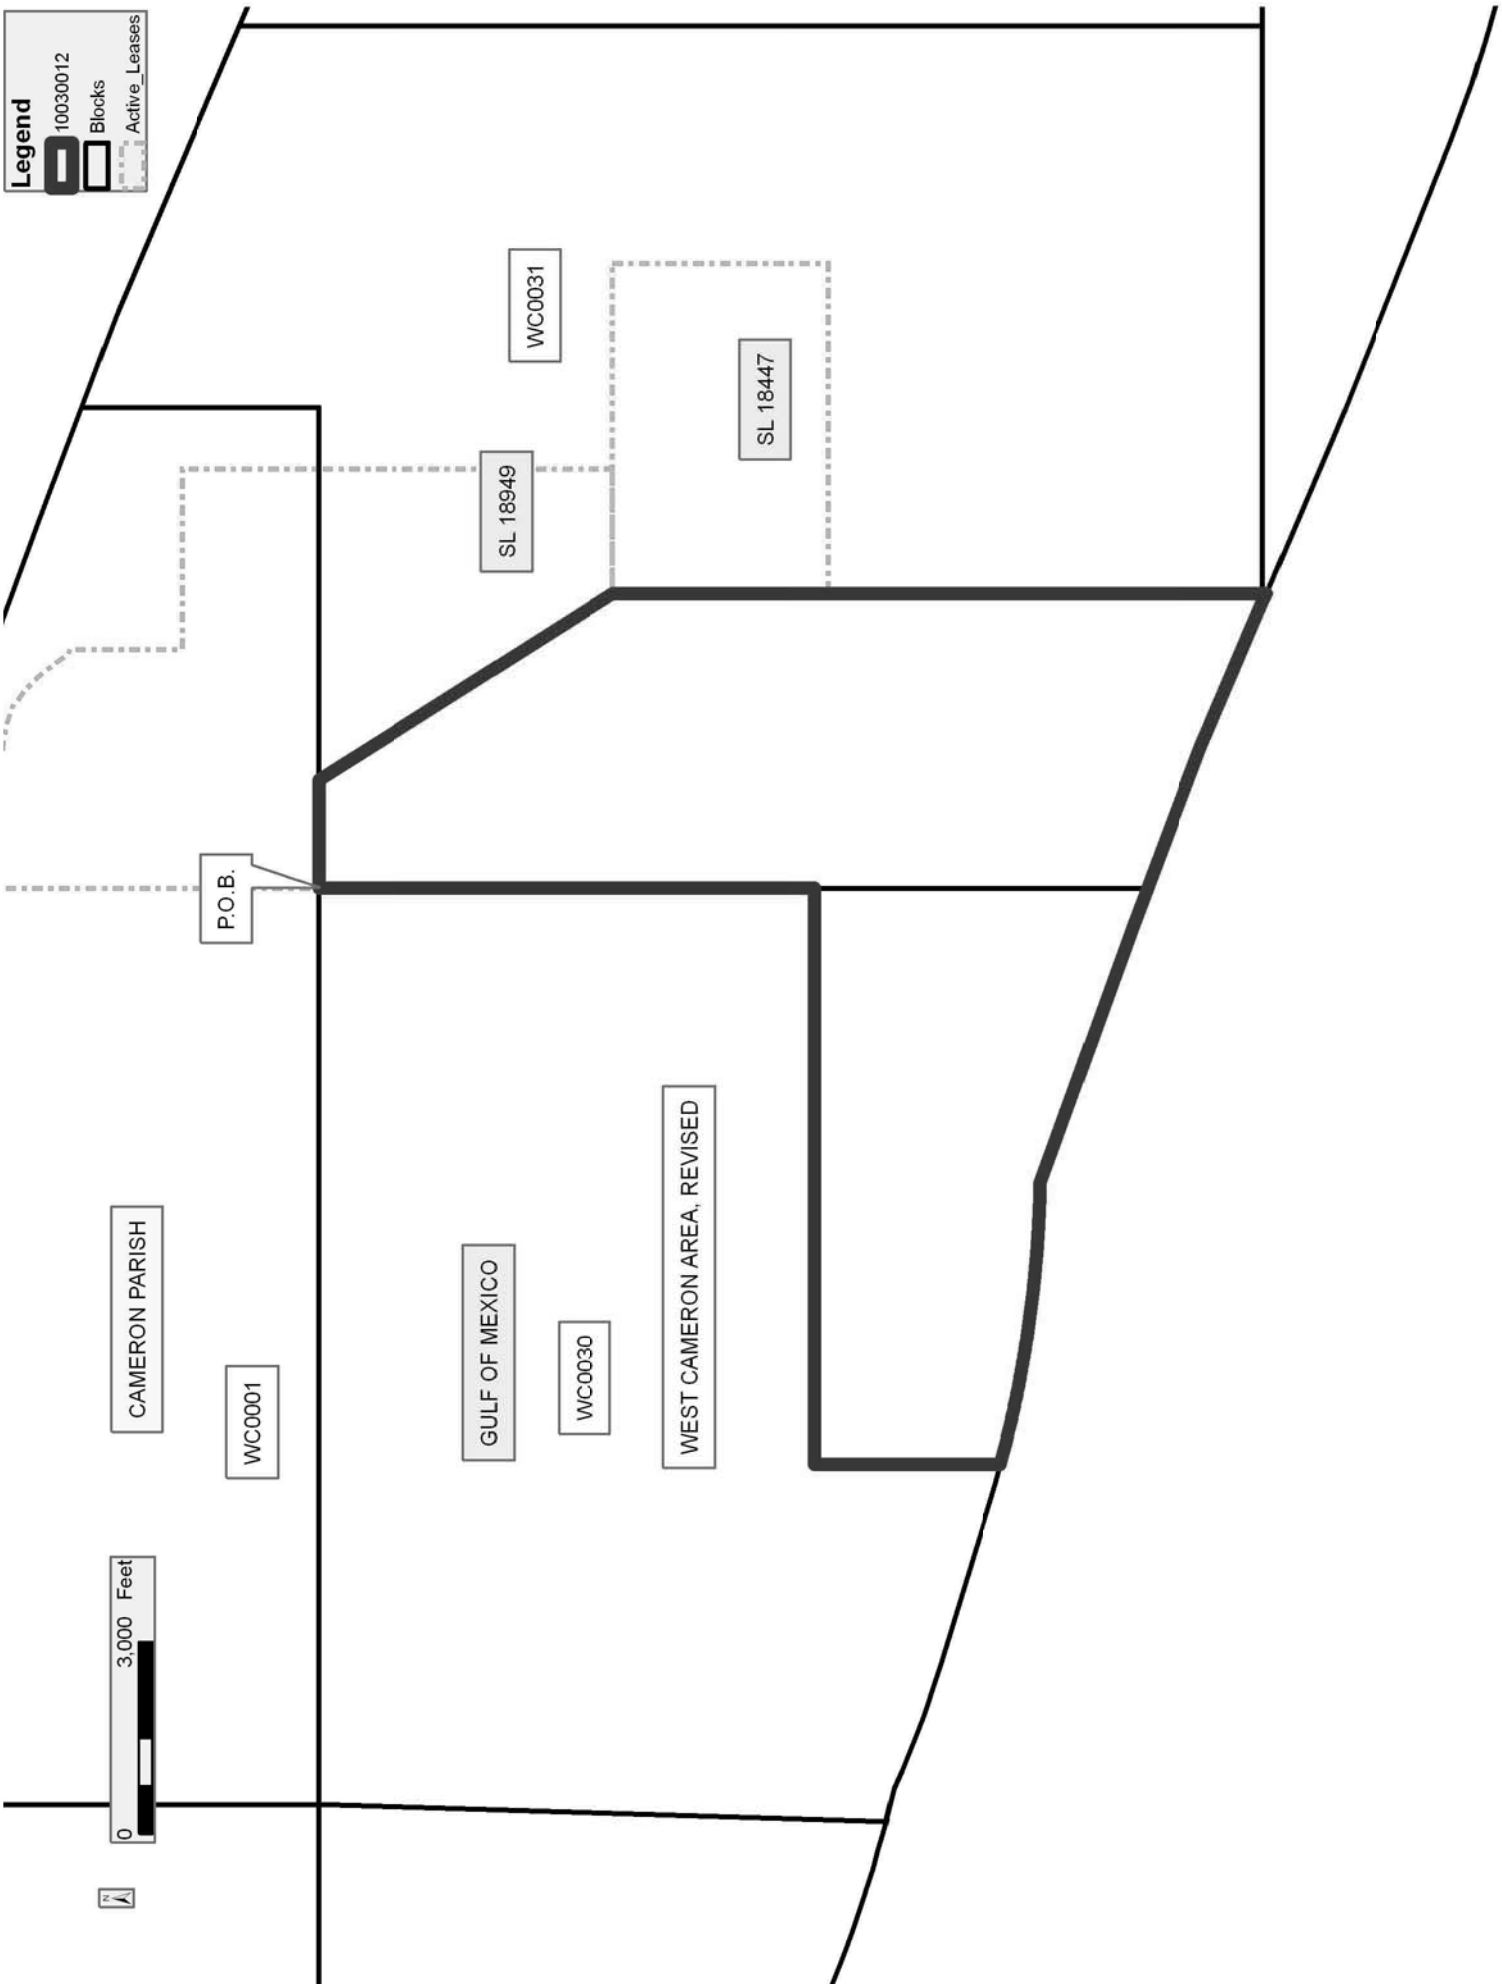 Legend
10030012
Blocks
Active_Leases
0 3,000 Feet
N
CAMERON PARISH
WC0001
P.O.B.
GULF OF MEXICO
SL 18949
WC0031
WC0030
WEST CAMERON AREA, REVISED
SL 18447